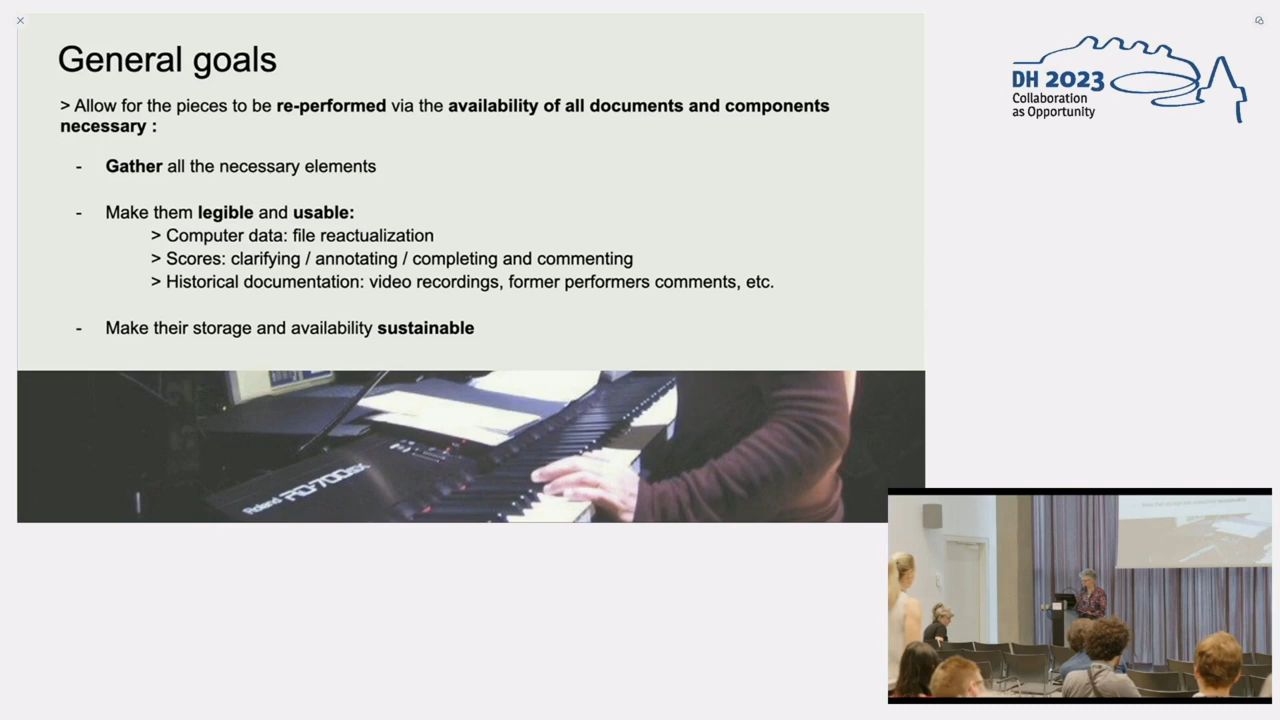 General goals
> Allow for the pieces to be re-performed via the availability of all documents and components
necessary :
- Gather all the necessary elements
- Make them legible and usable:
> Computer data: file reactualization
> Scores: clarifying / annotating / completing and commenting
> Historical documentation: video recordings, former performers comments, etc.
- Make their storage and availability sustainable
Roland RD-700GX
DH 2023
Collaboration
as Opportunity